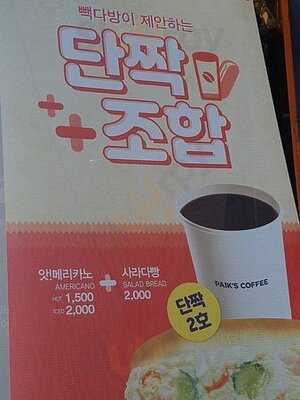 빽다방이 제안하는
단짝
조합
앗!메리카노
AMERICANO
HOT 1,500
ICED 2,000
사라다빵
SALAD BREAD
2,000
PAIK'S COFFEE
단짝
2호